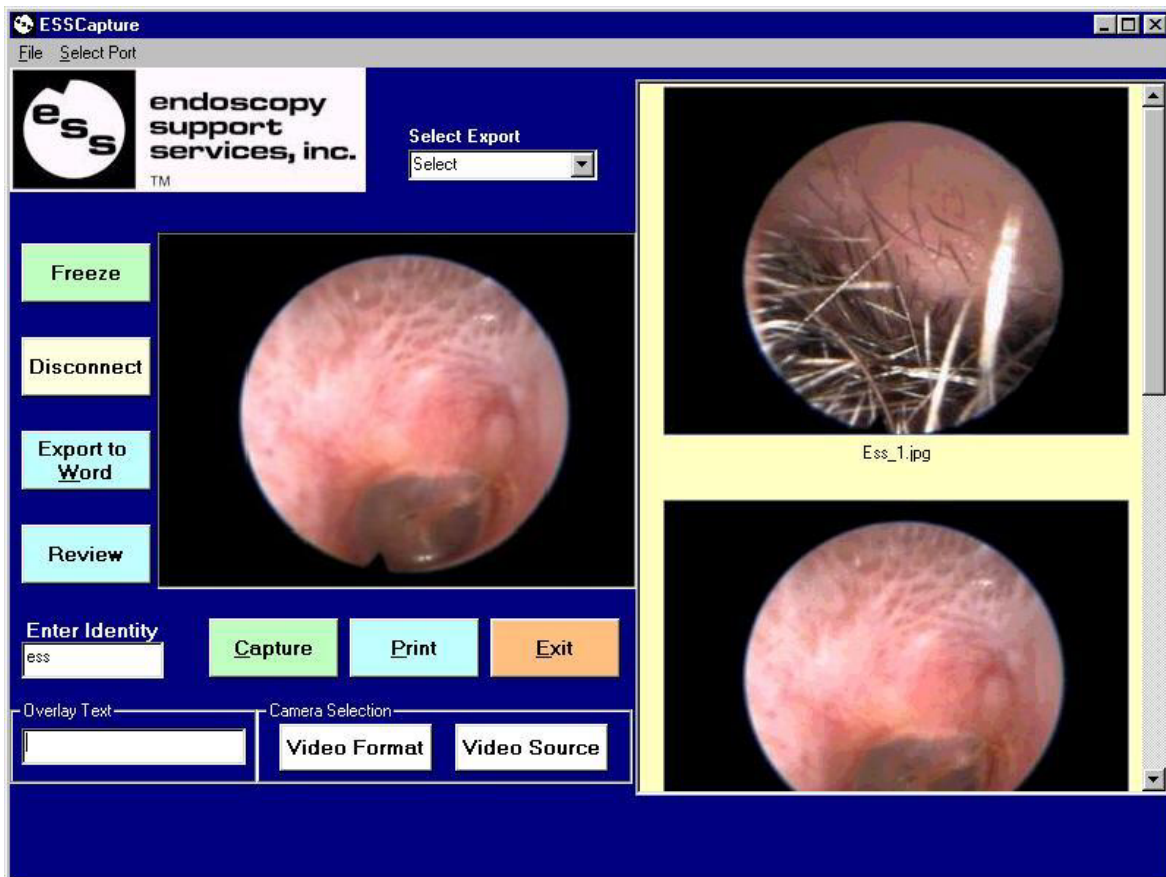 ESSCapture
File Select Port
ess
endoscopy
support
services, inc.
TM
Select Export
Select
Freeze
Disconnect
Export to
Word
Review
Ess_1.jpg
Enter Identity
ess
Capture Print Exit
Overlay Text
Camera Selection
Video Format Video Source